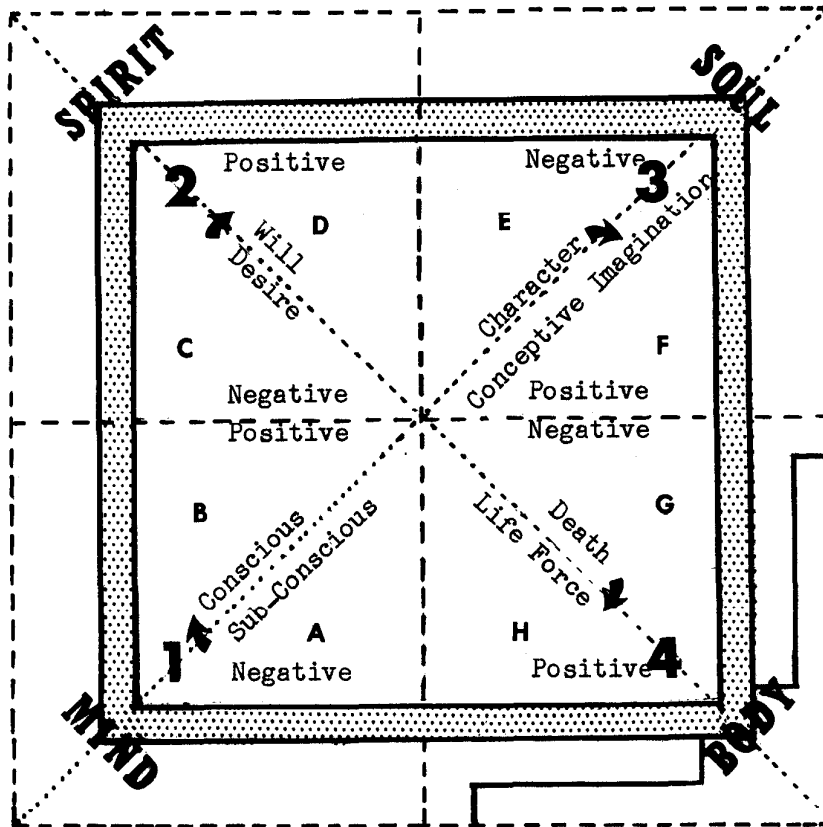 SPIRIT
SOUL
2
Positive
Negative
3
D
E
Will
Desire
Character
Conceptive Imagination
C
F
Negative
Positive
Positive
Negative
B
G
Conscious
Sub-Conscious
Death
Life Force
A
H
1
Negative
Positive
4
MIND
BODY